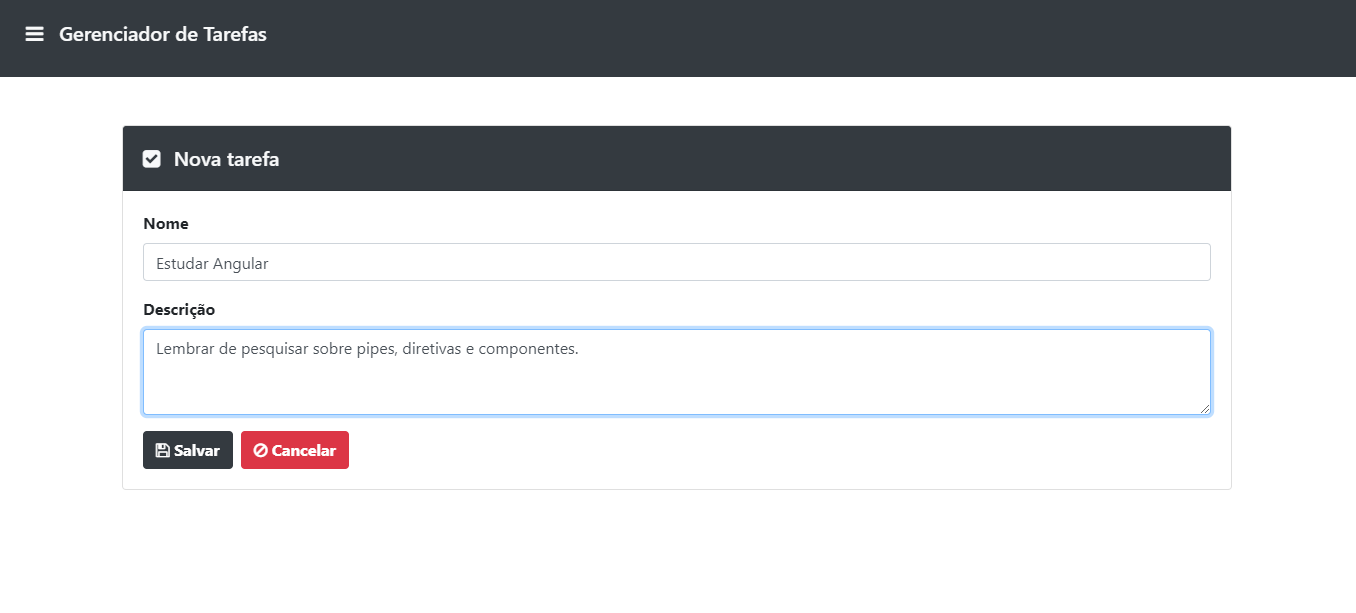 Gerenciador de Tarefas
Nova tarefa
Nome
Estudar Angular
Descrição
Lembrar de pesquisar sobre pipes, diretivas e componentes.
Salvar Cancelar